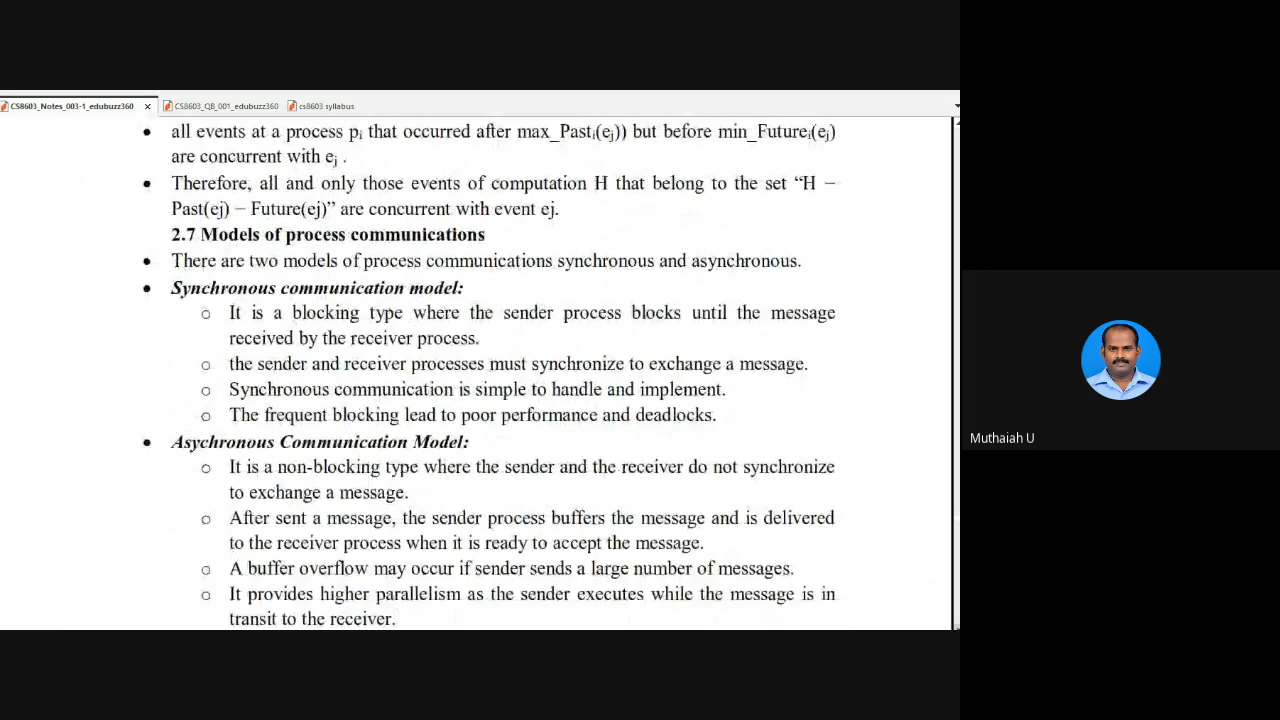 CS8603_Notes_003-1_edubuzz360 × CS8603_QB_001_edubuzz360 cs8603 syllabus
• all events at a process pᵢ that occurred after max_Pastᵢ(eⱼ)) but before min_Futureᵢ(eⱼ)
are concurrent with eⱼ .
• Therefore, all and only those events of computation H that belong to the set “H −
Past(ej) − Future(ej)” are concurrent with event ej.
2.7 Models of process communications
• There are two models of process communications synchronous and asynchronous.
• Synchronous communication model:
○ It is a blocking type where the sender process blocks until the message
received by the receiver process.
○ the sender and receiver processes must synchronize to exchange a message.
○ Synchronous communication is simple to handle and implement.
○ The frequent blocking lead to poor performance and deadlocks.
• Asychronous Communication Model:
○ It is a non-blocking type where the sender and the receiver do not synchronize
to exchange a message.
○ After sent a message, the sender process buffers the message and is delivered
to the receiver process when it is ready to accept the message.
○ A buffer overflow may occur if sender sends a large number of messages.
○ It provides higher parallelism as the sender executes while the message is in
transit to the receiver.
Muthaiah U